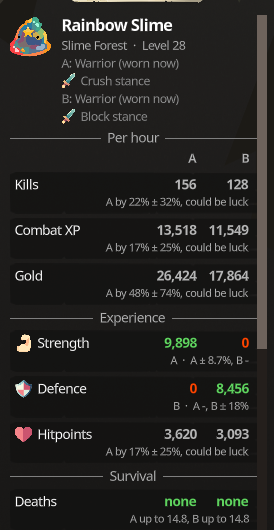 Rainbow Slime
Slime Forest · Level 28
A: Warrior (worn now)
Crush stance
B: Warrior (worn now)
Block stance
Per hour
A B
Kills 156 128
A by 22% ± 32%, could be luck
Combat XP 13,518 11,549
A by 17% ± 25%, could be luck
Gold 26,424 17,864
A by 48% ± 74%, could be luck
Experience
Strength 9,898 0
A · A ± 8.7%, B -
Defence 0 8,456
B · A -, B ± 18%
Hitpoints 3,620 3,093
A by 17% ± 25%, could be luck
Survival
Deaths none none
A up to 14.8, B up to 14.8